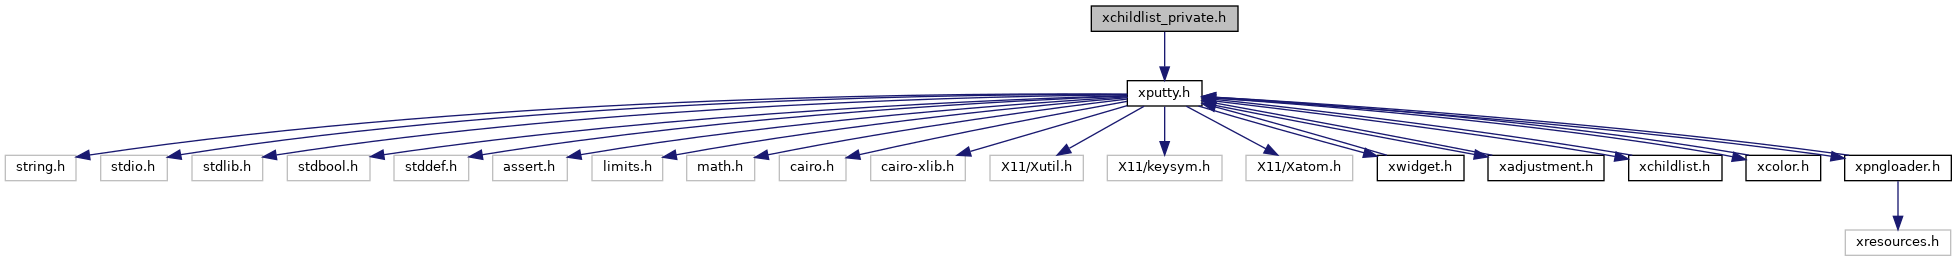 xchildlist_private.h
xputty.h
string.h
stdio.h
stdlib.h
stdbool.h
stddef.h
assert.h
limits.h
math.h
cairo.h
cairo-xlib.h
X11/Xutil.h
X11/keysym.h
X11/Xatom.h
xwidget.h
xadjustment.h
xchildlist.h
xcolor.h
xpngloader.h
xresources.h